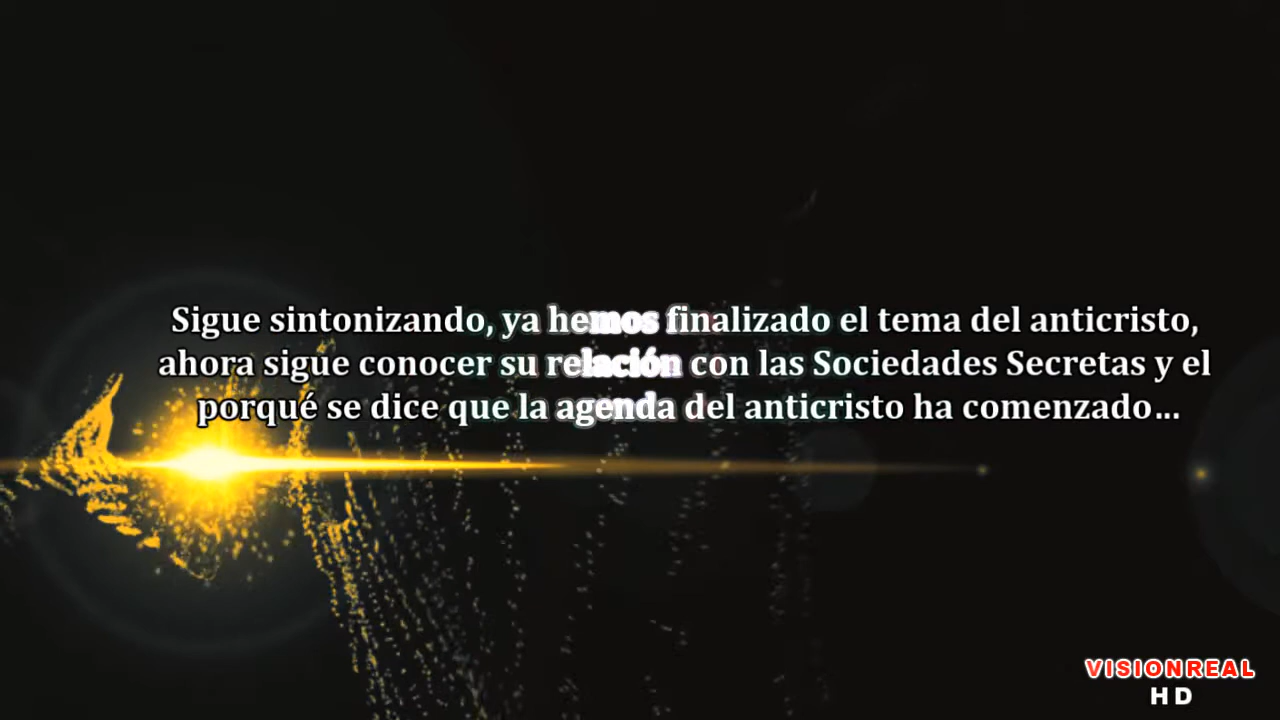 Sigue sintonizando, ya hemos finalizado el tema del anticristo,
ahora sigue conocer su relación con las Sociedades Secretas y el
porqué se dice que la agenda del anticristo ha comenzado...
VISIONREAL
HD